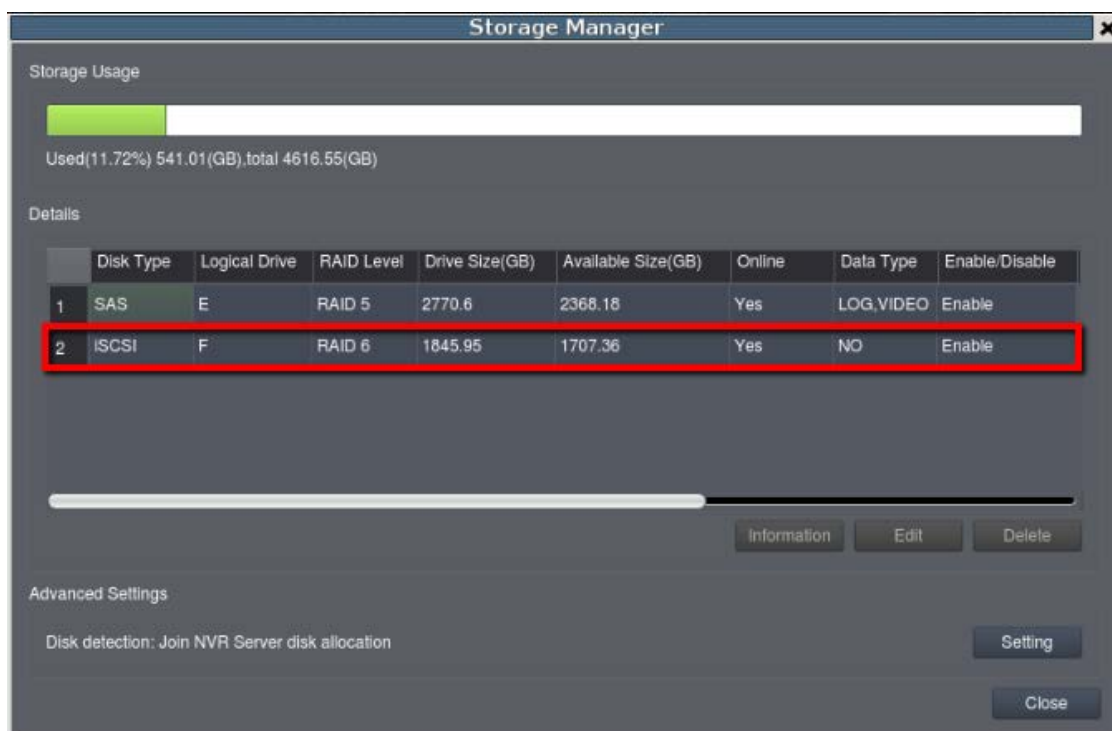 Storage Manager
Storage Usage
Used(11.72%) 541.01(GB),total 4616.55(GB)
Details
Disk Type Logical Drive RAID Level Drive Size(GB) Available Size(GB) Online Data Type Enable/Disable
1 SAS E RAID 5 2770.6 2368.18 Yes LOG,VIDEO Enable
2 ISCSI F RAID 6 1845.95 1707.36 Yes NO Enable
Information Edit Delete
Advanced Settings
Disk detection: Join NVR Server disk allocation
Setting
Close